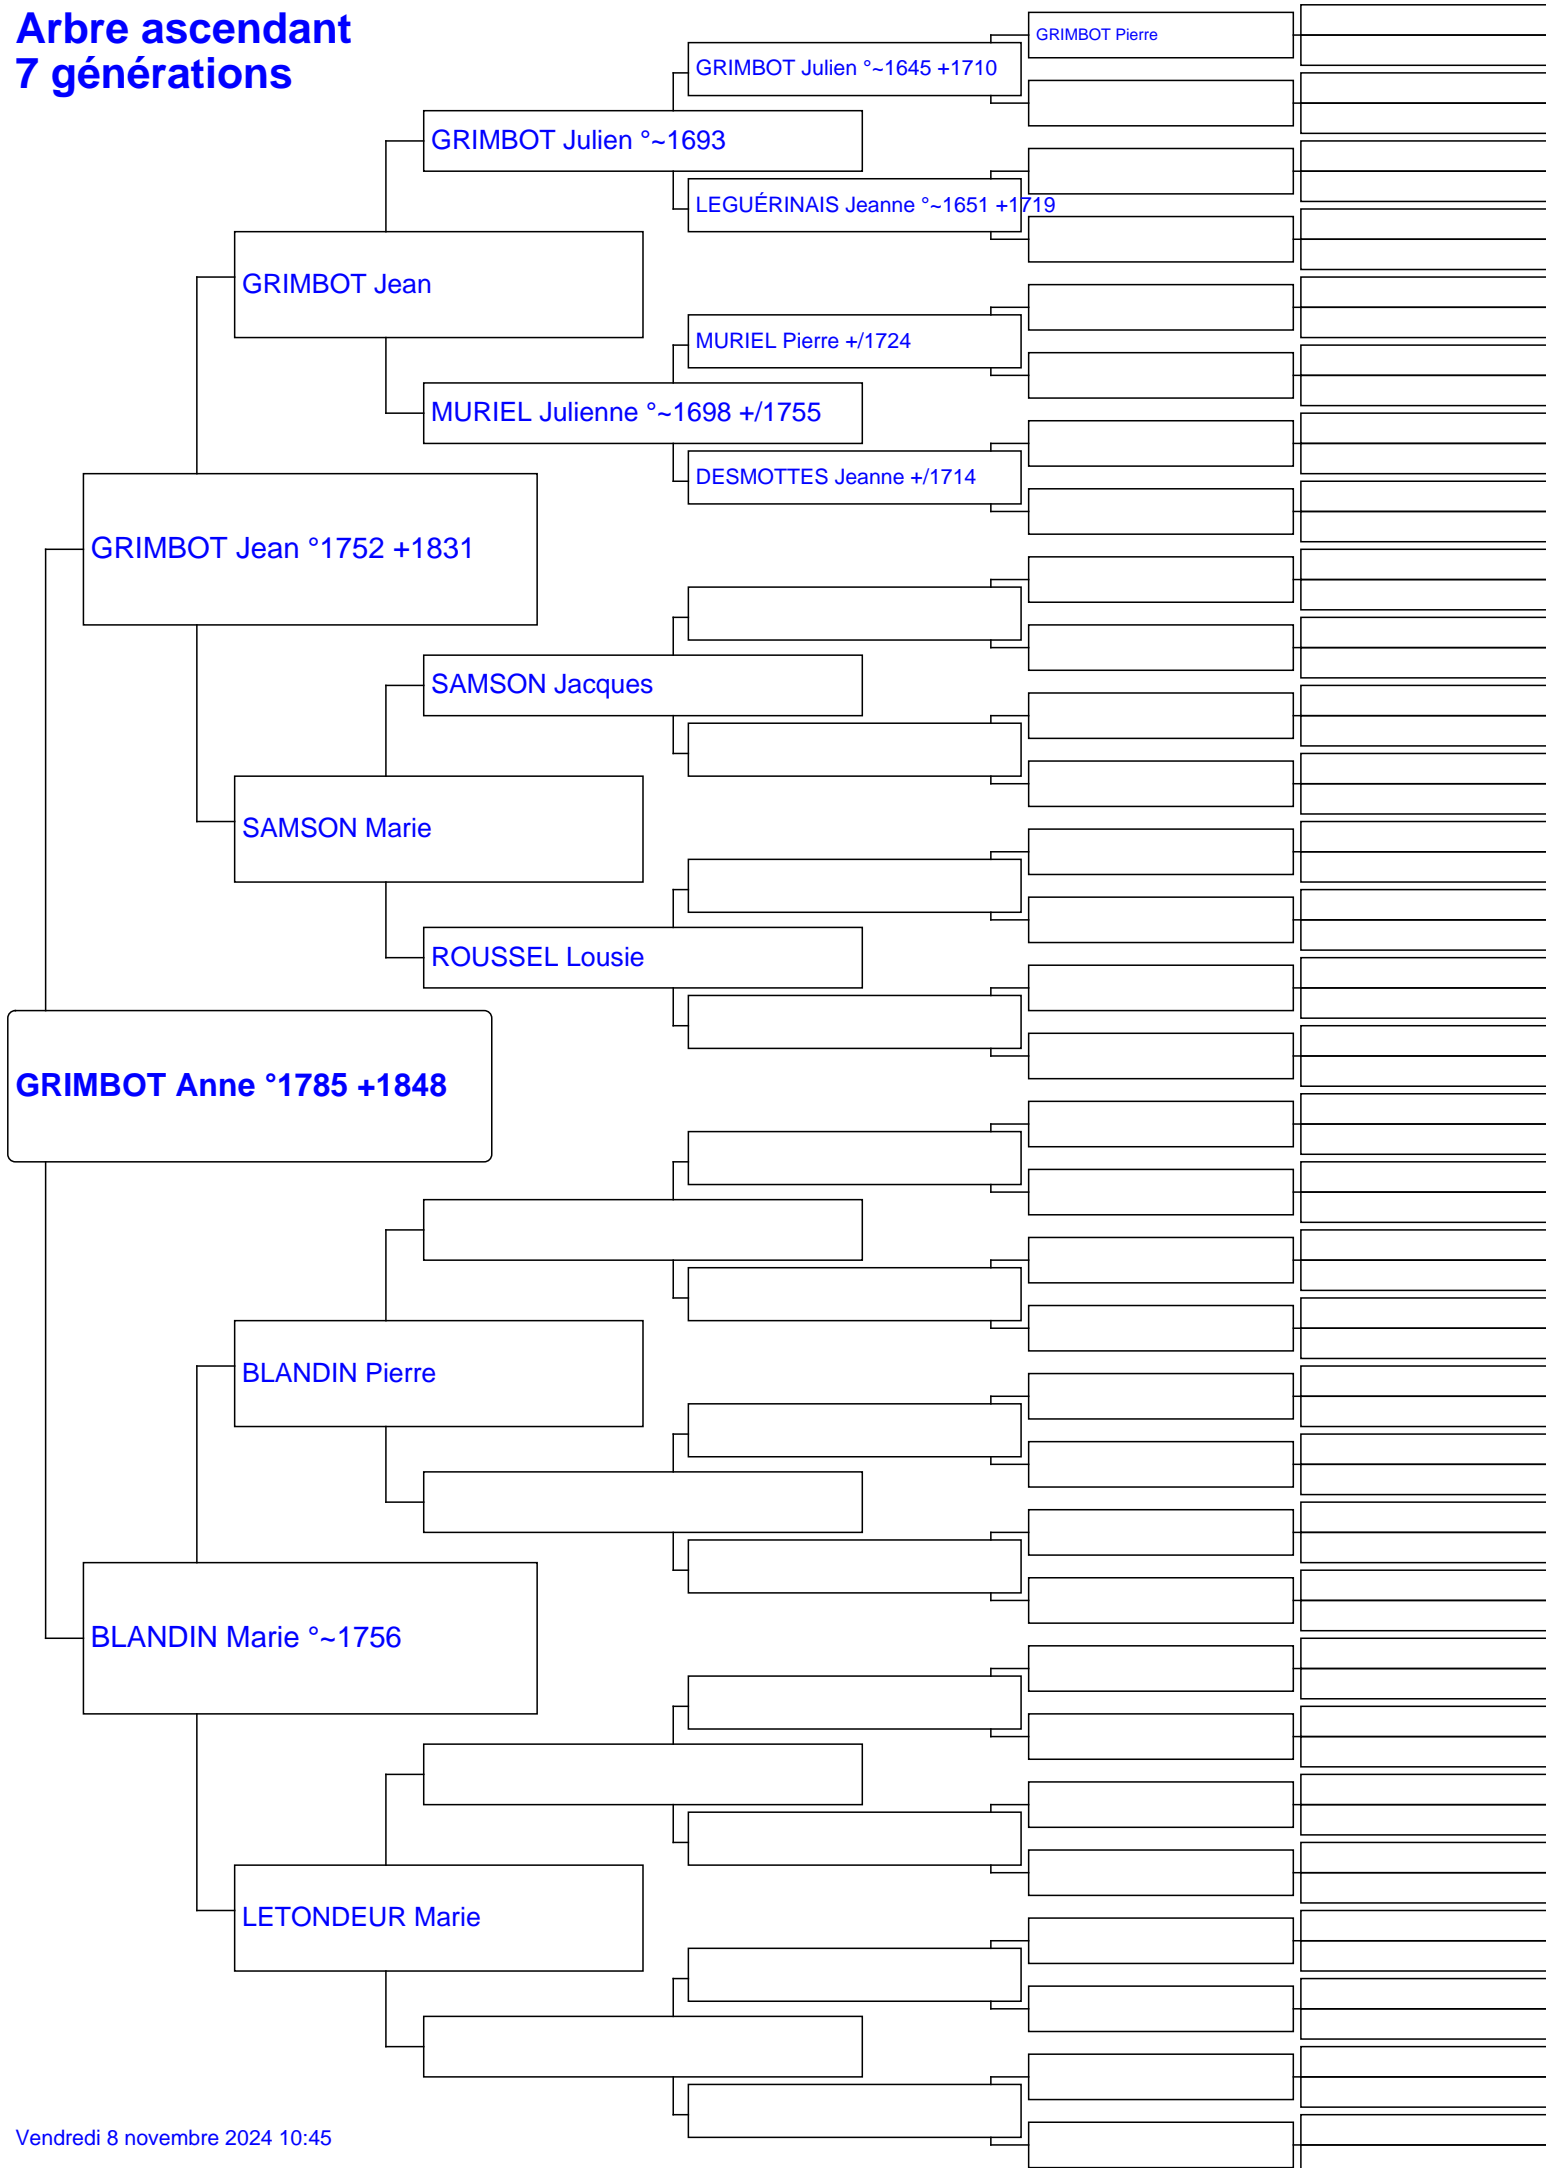 Arbre ascendant
7 générations
GRIMBOT Pierre
GRIMBOT Julien °~1645 +1710
GRIMBOT Julien °~1693
LEGUÉRINAIS Jeanne °~1651 +1719
GRIMBOT Jean
MURIEL Pierre +/1724
MURIEL Julienne °~1698 +/1755
DESMOTTES Jeanne +/1714
GRIMBOT Jean °1752 +1831
SAMSON Jacques
SAMSON Marie
ROUSSEL Lousie
GRIMBOT Anne °1785 +1848
BLANDIN Pierre
BLANDIN Marie °~1756
LETONDEUR Marie
Vendredi 8 novembre 2024 10:45